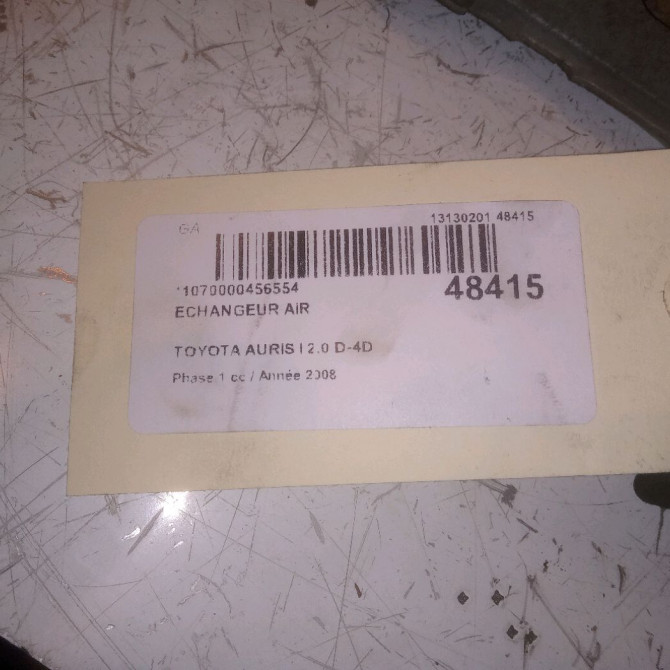 GA
13130201 48415
*1070000456554
48415
ECHANGEUR AIR
TOYOTA AURIS I 2.0 D-4D
Phase 1 cc / Année 2008